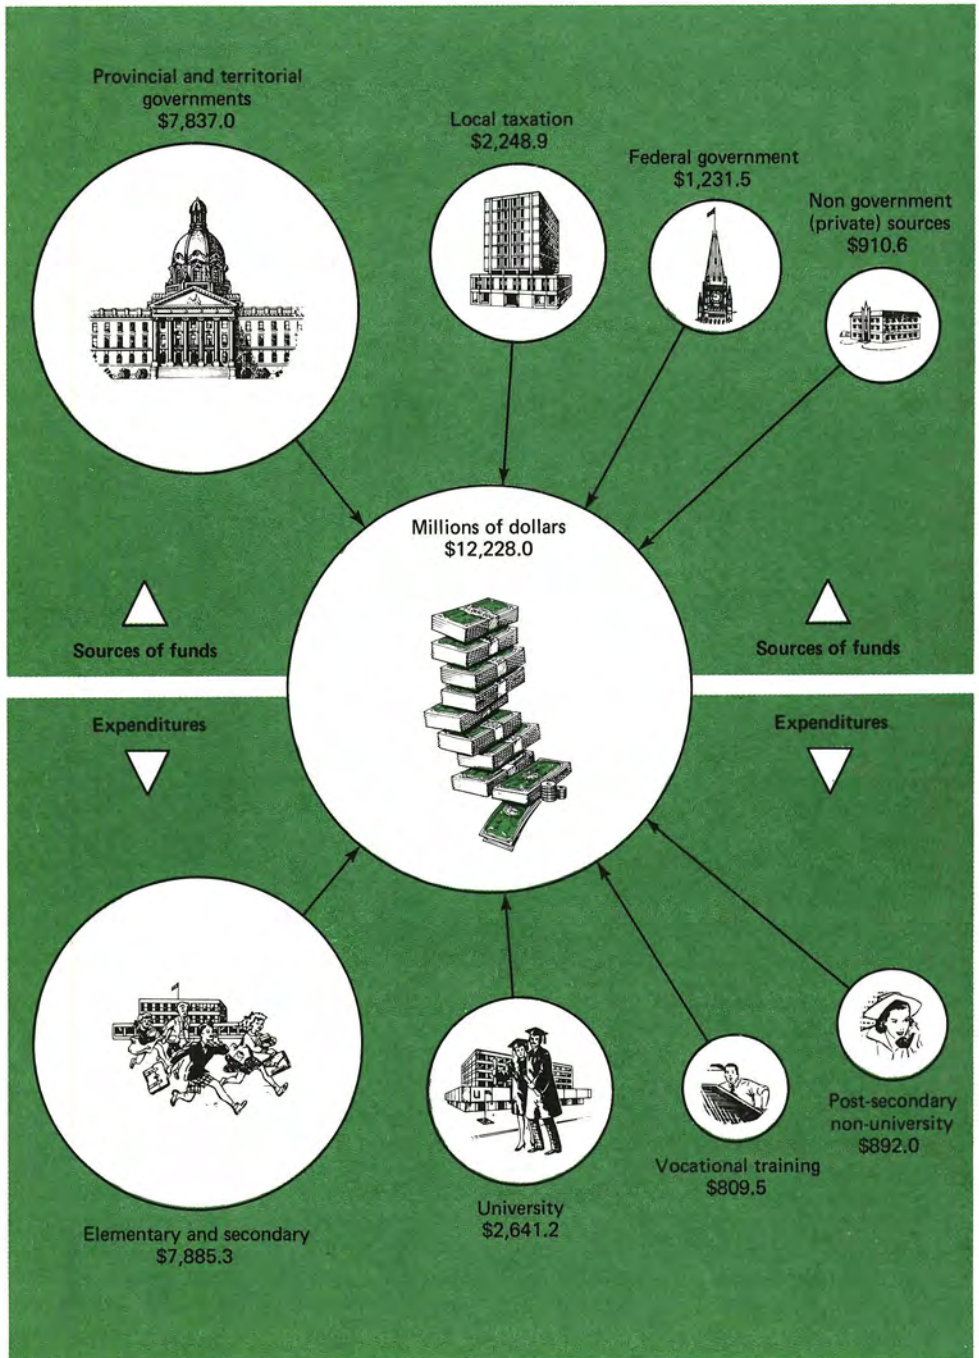 Provincial and territorial
governments
$7,837.0
Local taxation
$2,248.9
Federal government
$1,231.5
Non government
(private) sources
$910.6
Millions of dollars
$12,228.0
Sources of funds
Sources of funds
Expenditures
Expenditures
U
Elementary and secondary
$7,885.3
University
$2,641.2
Vocational training
$809.5
Post-secondary
non-university
$892.0